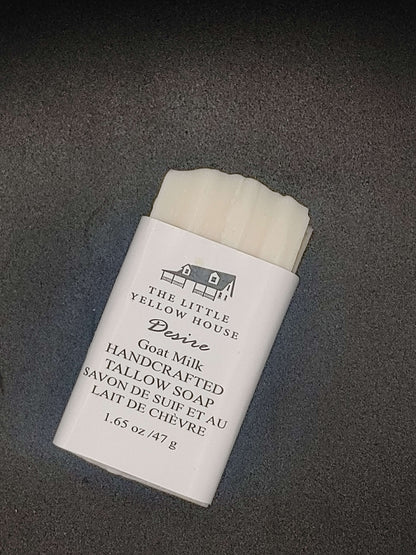 THE LITTLE
YELLOW HOUSE
Desire
Goat Milk
HANDCRAFTED
TALLOW SOAP
SAVON DE SUIF ET AU
LAIT DE CHÈVRE
1.65 oz /47 g